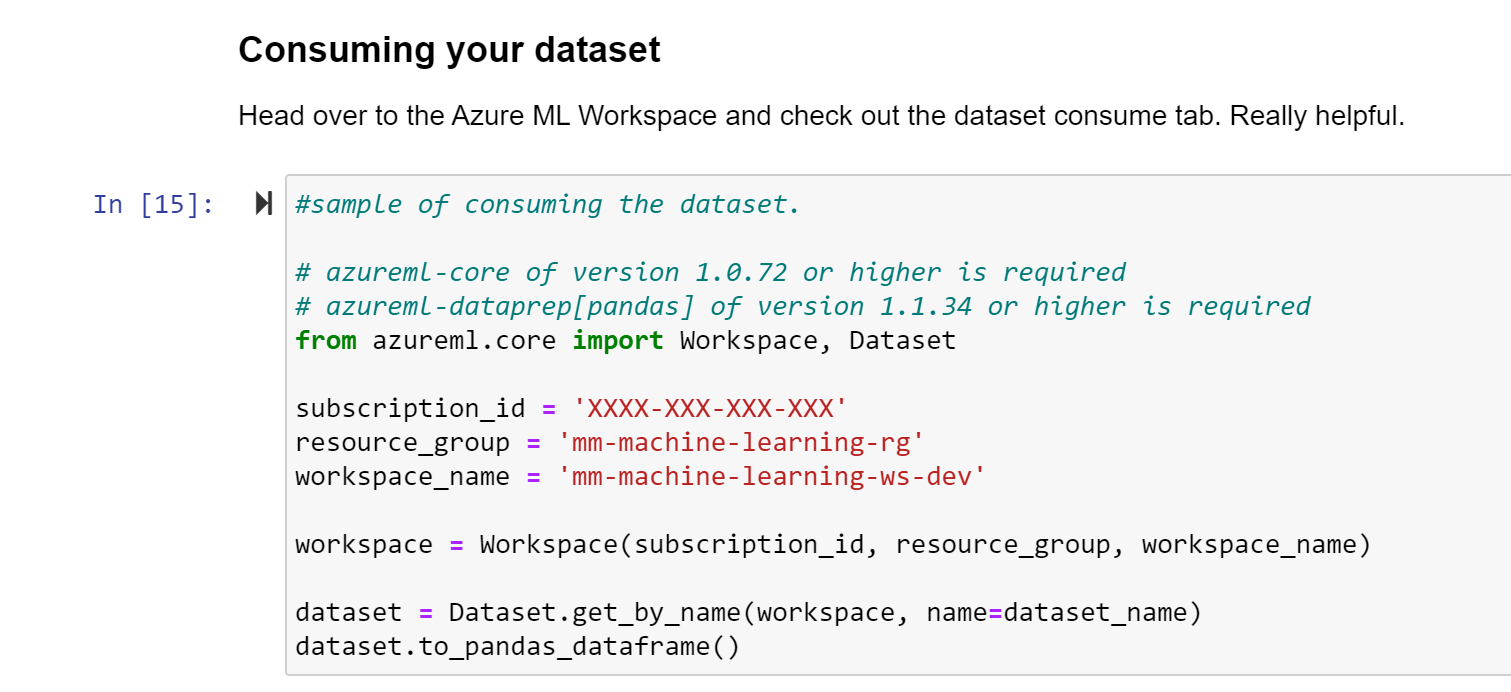 Consuming your dataset
Head over to the Azure ML Workspace and check out the dataset consume tab. Really helpful.
In [15]:
#sample of consuming the dataset.
# azureml-core of version 1.0.72 or higher is required
# azureml-dataprep[pandas] of version 1.1.34 or higher is required
from azureml.core import Workspace, Dataset
subscription_id = 'XXXX-XXX-XXX-XXX'
resource_group = 'mm-machine-learning-rg'
workspace_name = 'mm-machine-learning-ws-dev'
workspace = Workspace(subscription_id, resource_group, workspace_name)
dataset = Dataset.get_by_name(workspace, name=dataset_name)
dataset.to_pandas_dataframe()